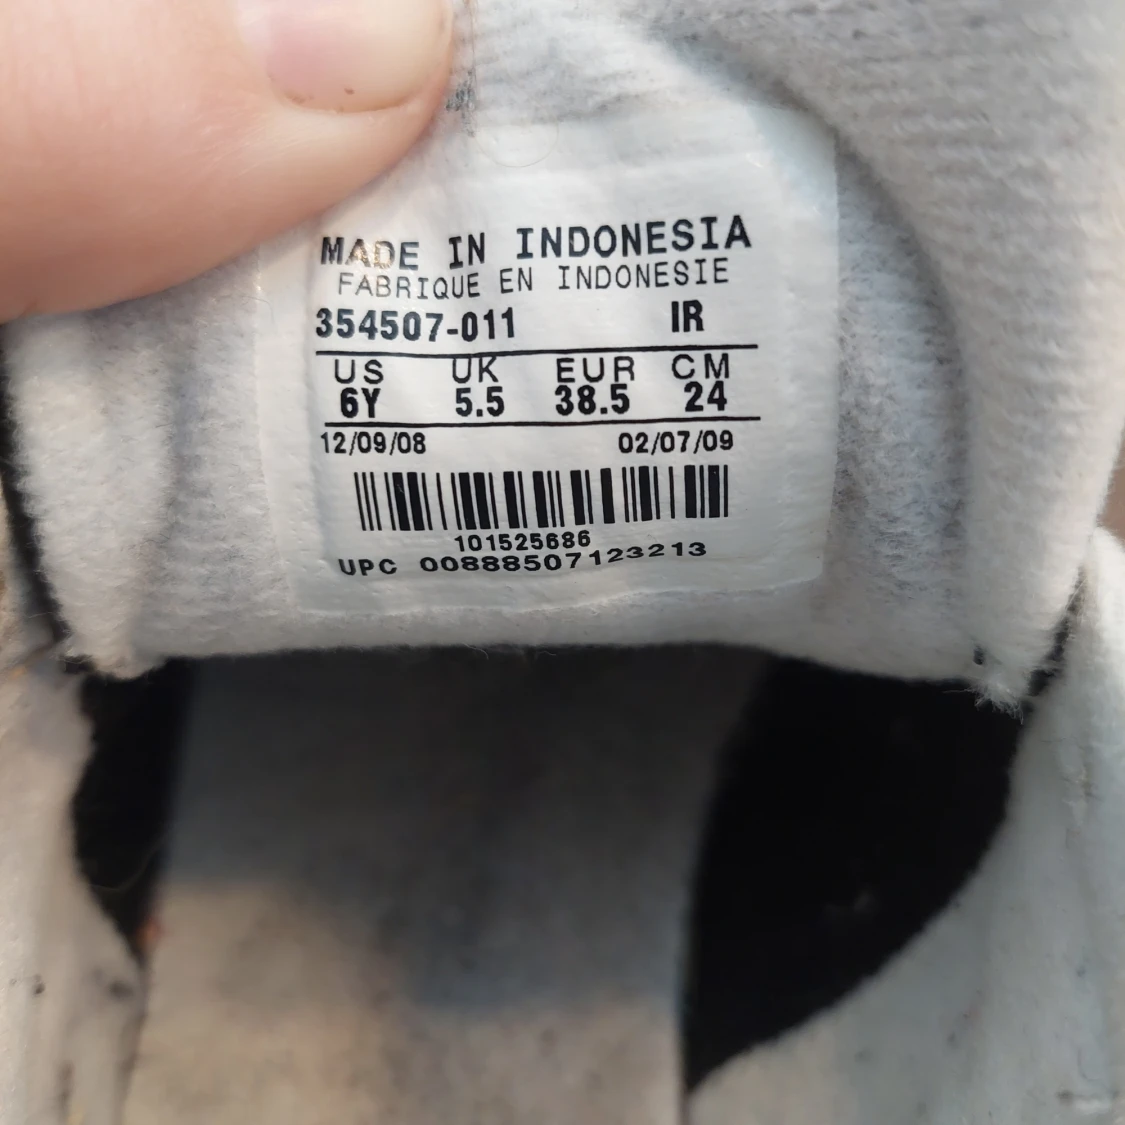 MADE IN INDONESIA
FABRIQUE EN INDONESIE
354507-011 IR
US UK EUR CM
6Y 5.5 38.5 24
12/09/08 02/07/09
101525686
UPC 00888507123213